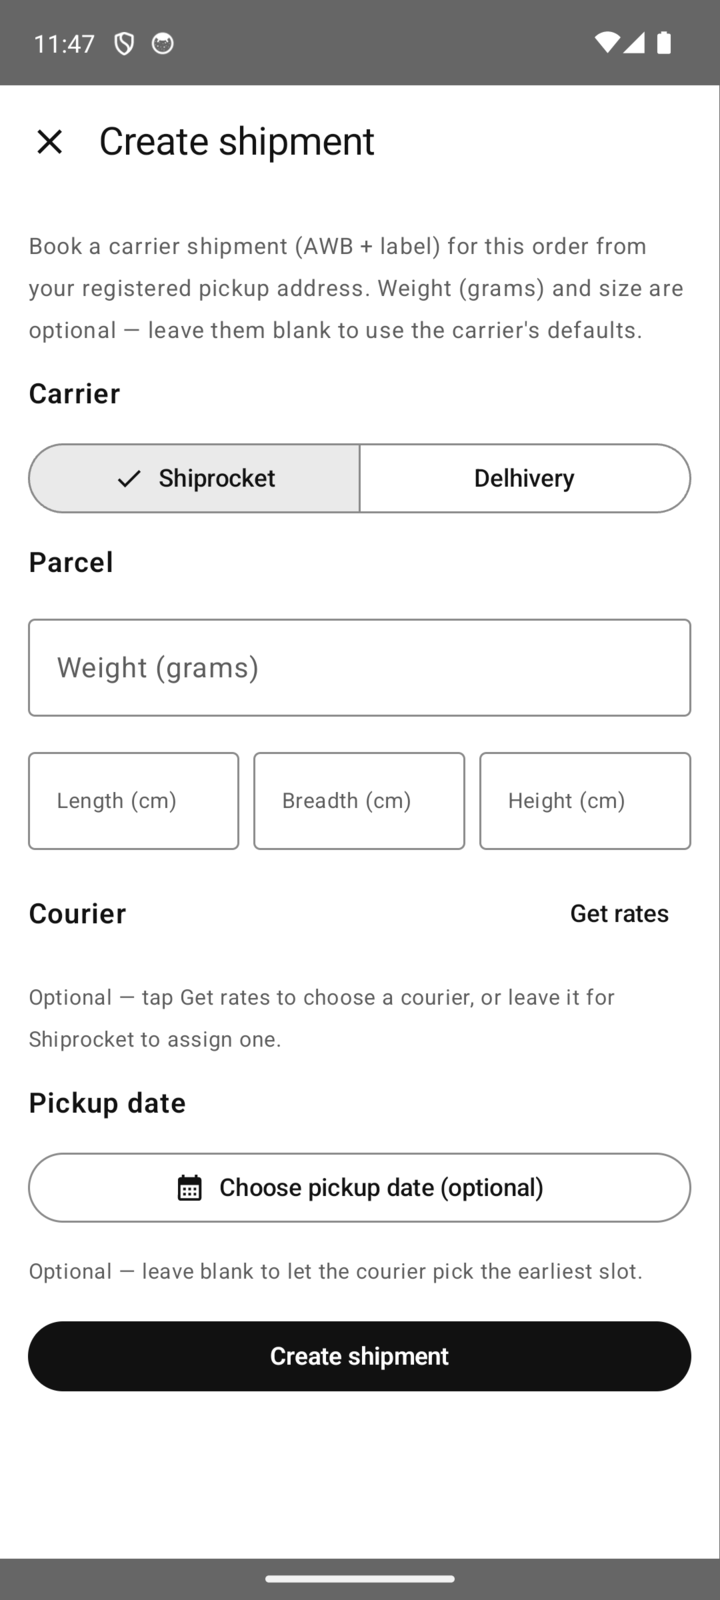 11:47
Create shipment
Book a carrier shipment (AWB + label) for this order from
your registered pickup address. Weight (grams) and size are
optional — leave them blank to use the carrier's defaults.
Carrier
Shiprocket
Delhivery
Parcel
Weight (grams)
Length (cm)
Breadth (cm)
Height (cm)
Courier
Get rates
Optional — tap Get rates to choose a courier, or leave it for
Shiprocket to assign one.
Pickup date
Choose pickup date (optional)
Optional — leave blank to let the courier pick the earliest slot.
Create shipment